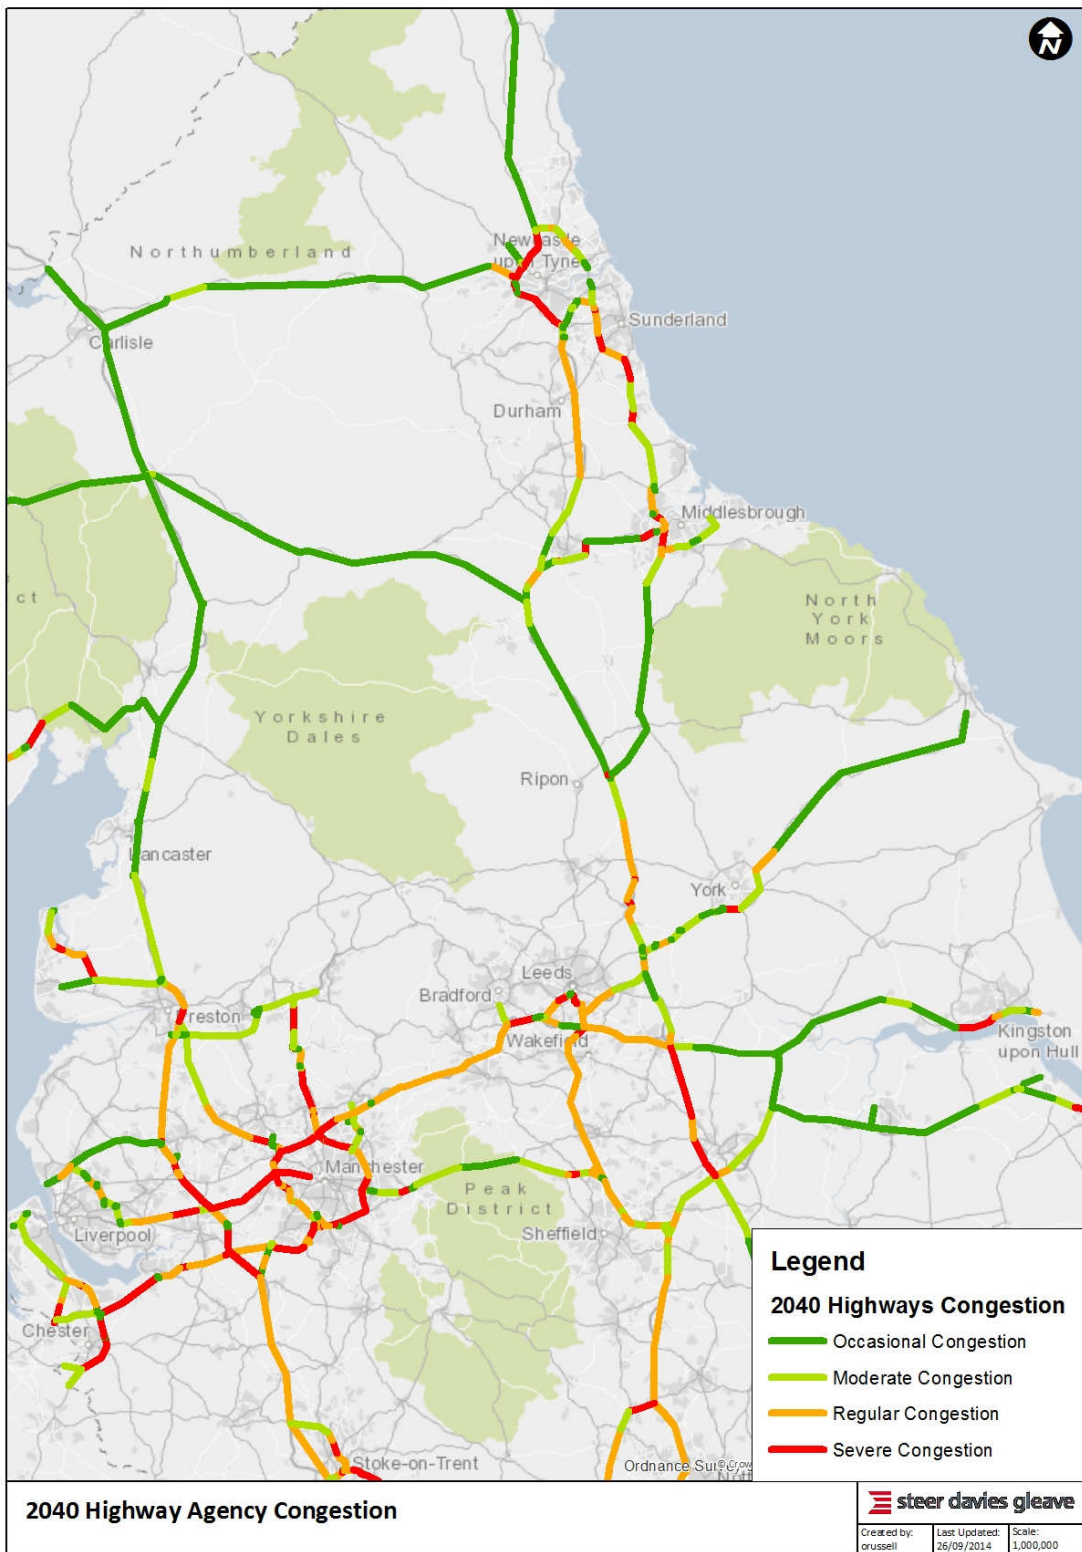 N
Northumberland
Newcastle
upon Tyne
Sunderland
Carlisle
Durham
Middlesbrough
ct
North
York
Moors
Yorkshire
Dales
Ripon
Lancaster
York
Leeds
Bradford
Preston
Wakefield
Kingston
upon Hull
Manchester
Peak
District
Liverpool
Sheffield
Chester
Stoke-on-Trent
Ordnance Survey
Legend
2040 Highways Congestion
Occasional Congestion
Moderate Congestion
Regular Congestion
Severe Congestion
2040 Highway Agency Congestion
steer davies gleave
Created by:
orussell
Last Updated:
26/09/2014
Scale:
1,000,000